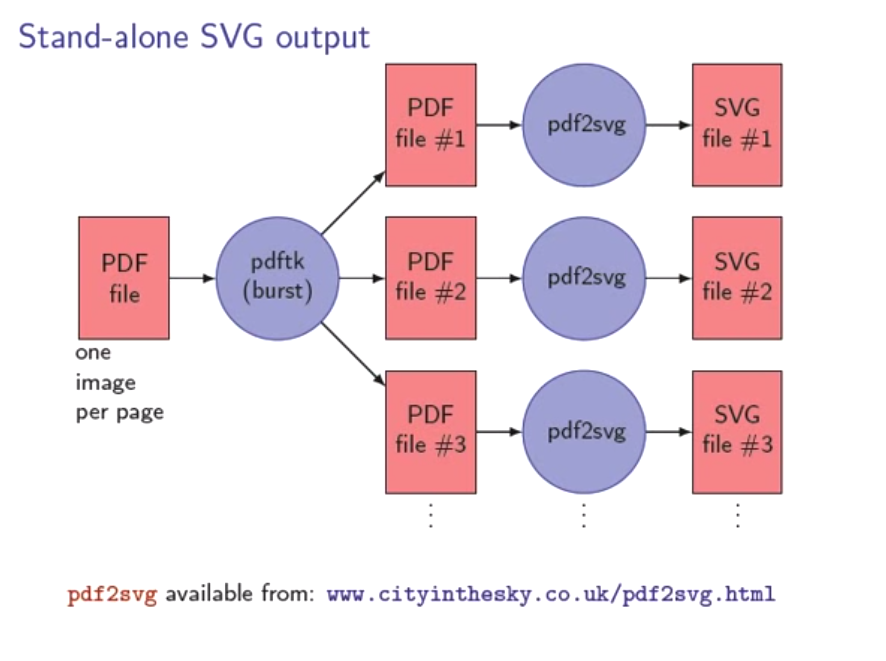 Stand-alone SVG output
PDF
file #1
pdf2svg
SVG
file #1
PDF
file
one
image
per page
pdftk
(burst)
PDF
file #2
pdf2svg
SVG
file #2
PDF
file #3
pdf2svg
SVG
file #3
pdf2svg available from: www.cityinthesky.co.uk/pdf2svg.html